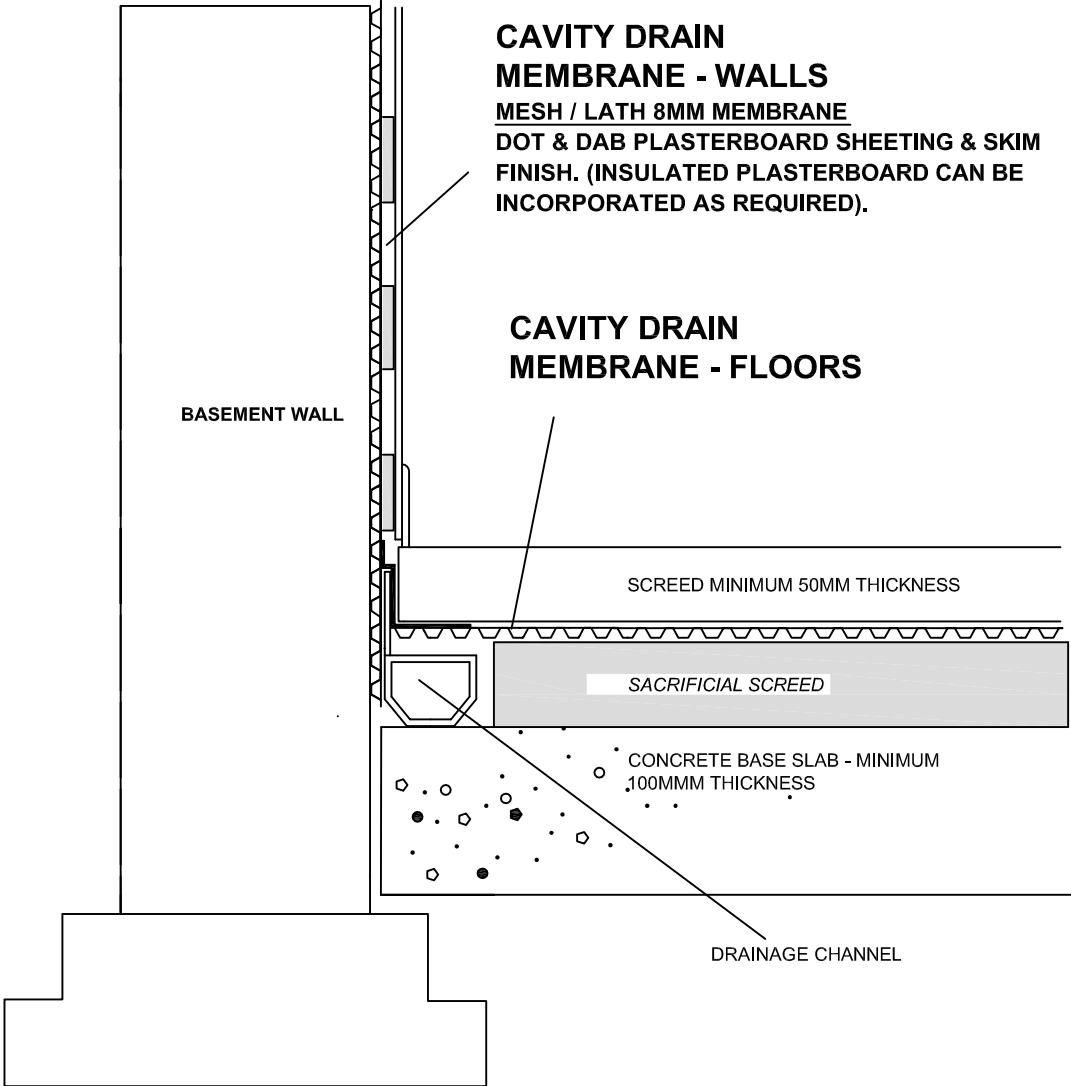 CAVITY DRAIN
MEMBRANE - WALLS
MESH / LATH 8MM MEMBRANE
DOT & DAB PLASTERBOARD SHEETING & SKIM
FINISH. (INSULATED PLASTERBOARD CAN BE
INCORPORATED AS REQUIRED).
CAVITY DRAIN
MEMBRANE - FLOORS
BASEMENT WALL
SCREED MINIMUM 50MM THICKNESS
SACRIFICIAL SCREED
CONCRETE BASE SLAB - MINIMUM
100MMM THICKNESS
DRAINAGE CHANNEL